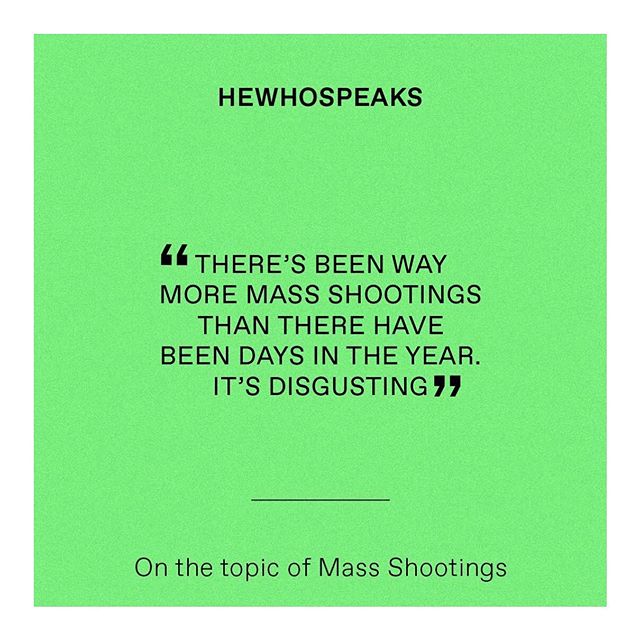 HEWHOSPEAKS
“THERE’S BEEN WAY
MORE MASS SHOOTINGS
THAN THERE HAVE
BEEN DAYS IN THE YEAR.
IT’S DISGUSTING”
On the topic of Mass Shootings